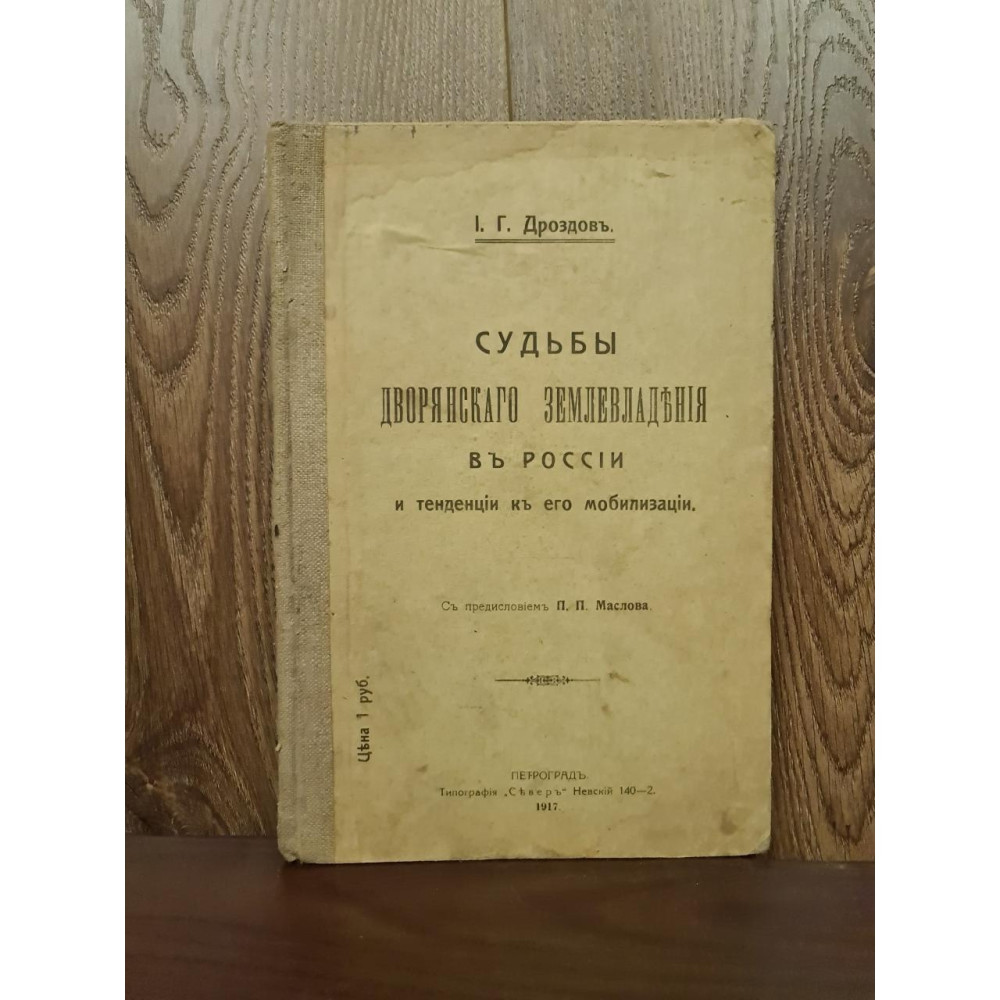 І. Г. Дроздовъ.
СУДЬБЫ
ДВОРЯНСКАГО ЗЕМЛЕВЛАДѢНІЯ
ВЪ РОССІИ
и тенденціи къ его мобилизаціи.
Съ предисловіемъ П. П. Маслова.
Цѣна 1 руб.
ПЕТРОГРАДЪ.
Типографія „Сѣверъ“ Невскій 140—2.
1917.